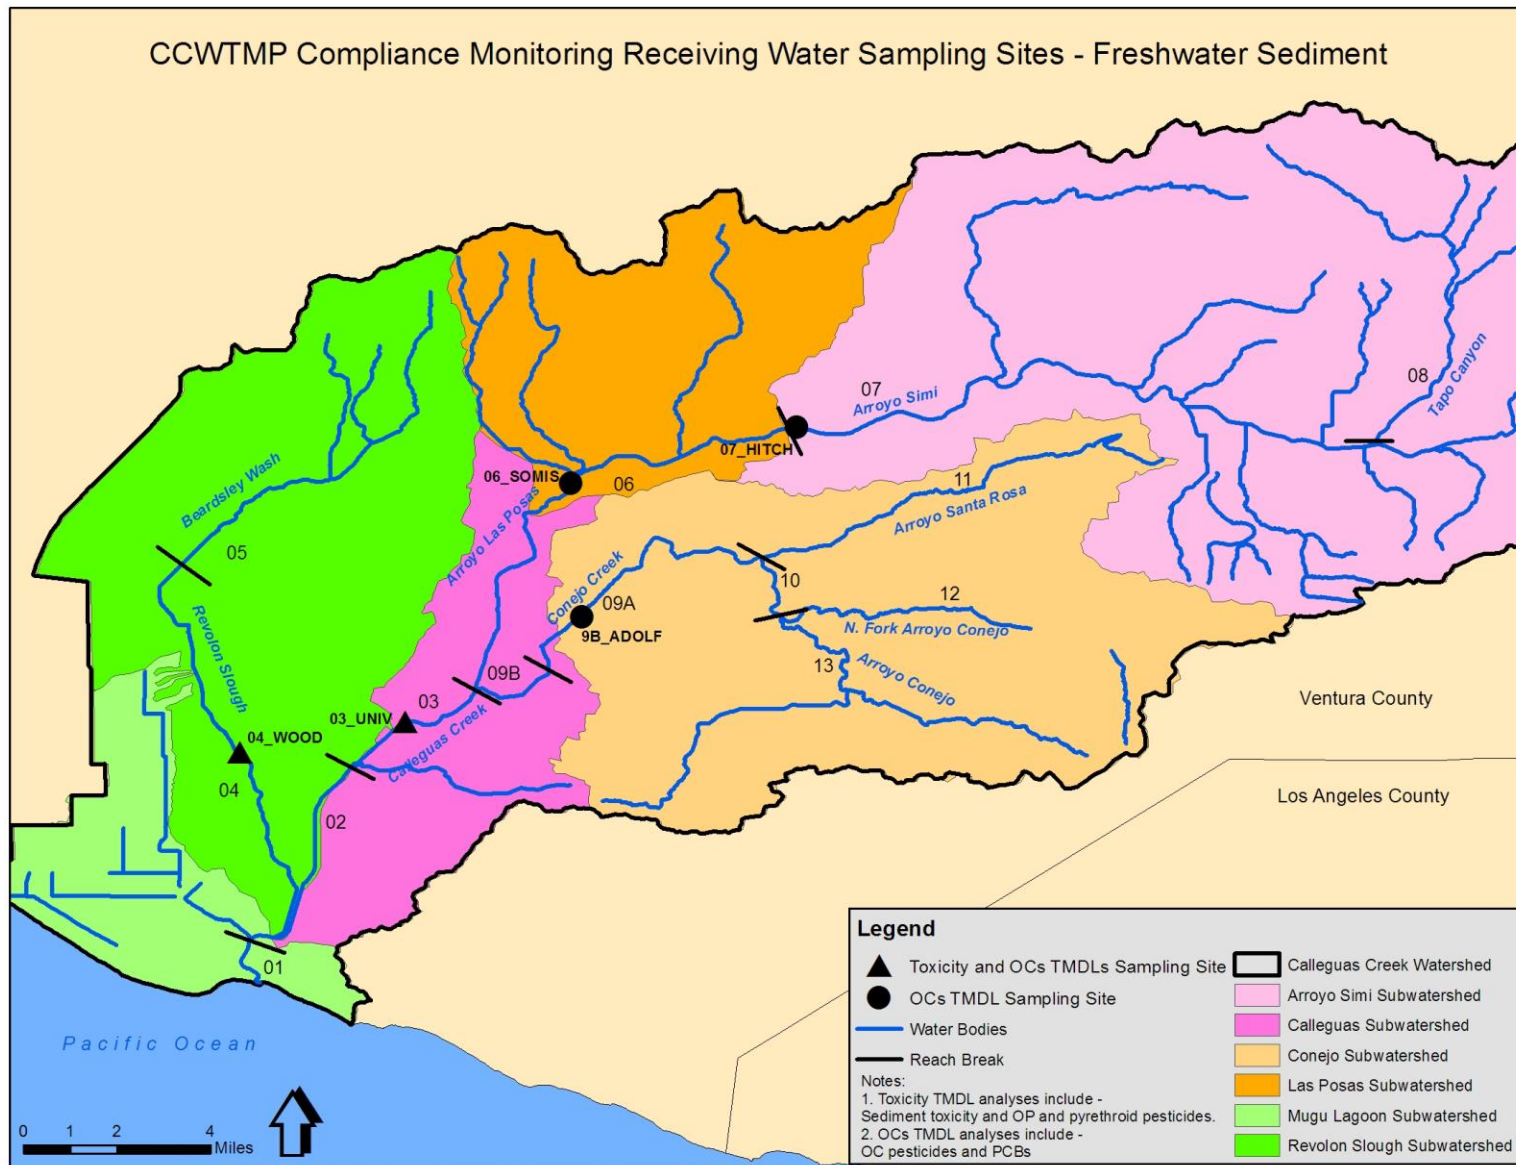 CCWTMP Compliance Monitoring Receiving Water Sampling Sites - Freshwater Sediment
08
Tapo Canyon
07
Arroyo Simi
07_HITCH
06_SOMIS
06
11
Arroyo Santa Rosa
Beardsley Wash
05
Arroyo Las Posas
Conejo Creek
09A
9B_ADOLF
10
12
N. Fork Arroyo Conejo
13
Arroyo Conejo
Revolon Slough
09B
03
03_UNIV
Calleguas Creek
04_WOOD
04
02
01
Ventura County
Los Angeles County
Pacific Ocean
0 1 2 4
Miles
Legend
Toxicity and OCs TMDLs Sampling Site
OCs TMDL Sampling Site
Water Bodies
Reach Break
Notes:
1. Toxicity TMDL analyses include -
Sediment toxicity and OP and pyrethroid pesticides.
2. OCs TMDL analyses include -
OC pesticides and PCBs
Calleguas Creek Watershed
Arroyo Simi Subwatershed
Calleguas Subwatershed
Conejo Subwatershed
Las Posas Subwatershed
Mugu Lagoon Subwatershed
Revolon Slough Subwatershed